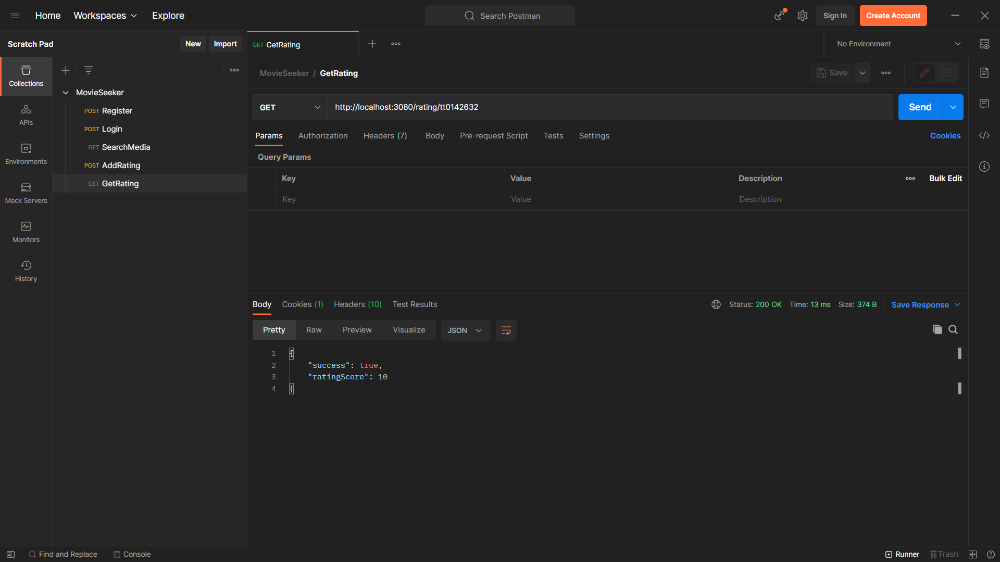 Home Workspaces Explore Search Postman Sign In Create Account
Scratch Pad New Import GET GetRating No Environment
Collections
APIs
Environments
Mock Servers
Monitors
History
MovieSeeker
POST Register
POST Login
GET SearchMedia
POST AddRating
GET GetRating
MovieSeeker / GetRating Save
GET http://localhost:3080/rating/tt0142632 Send
Params Authorization Headers (7) Body Pre-request Script Tests Settings Cookies
Query Params
Key Value Description Bulk Edit
Key Value Description
Body Cookies (1) Headers (10) Test Results Status: 200 OK Time: 13 ms Size: 374 B Save Response
Pretty Raw Preview Visualize JSON
1 {
2 "success": true,
3 "ratingScore": 10
4 }
Find and Replace Console Runner Trash